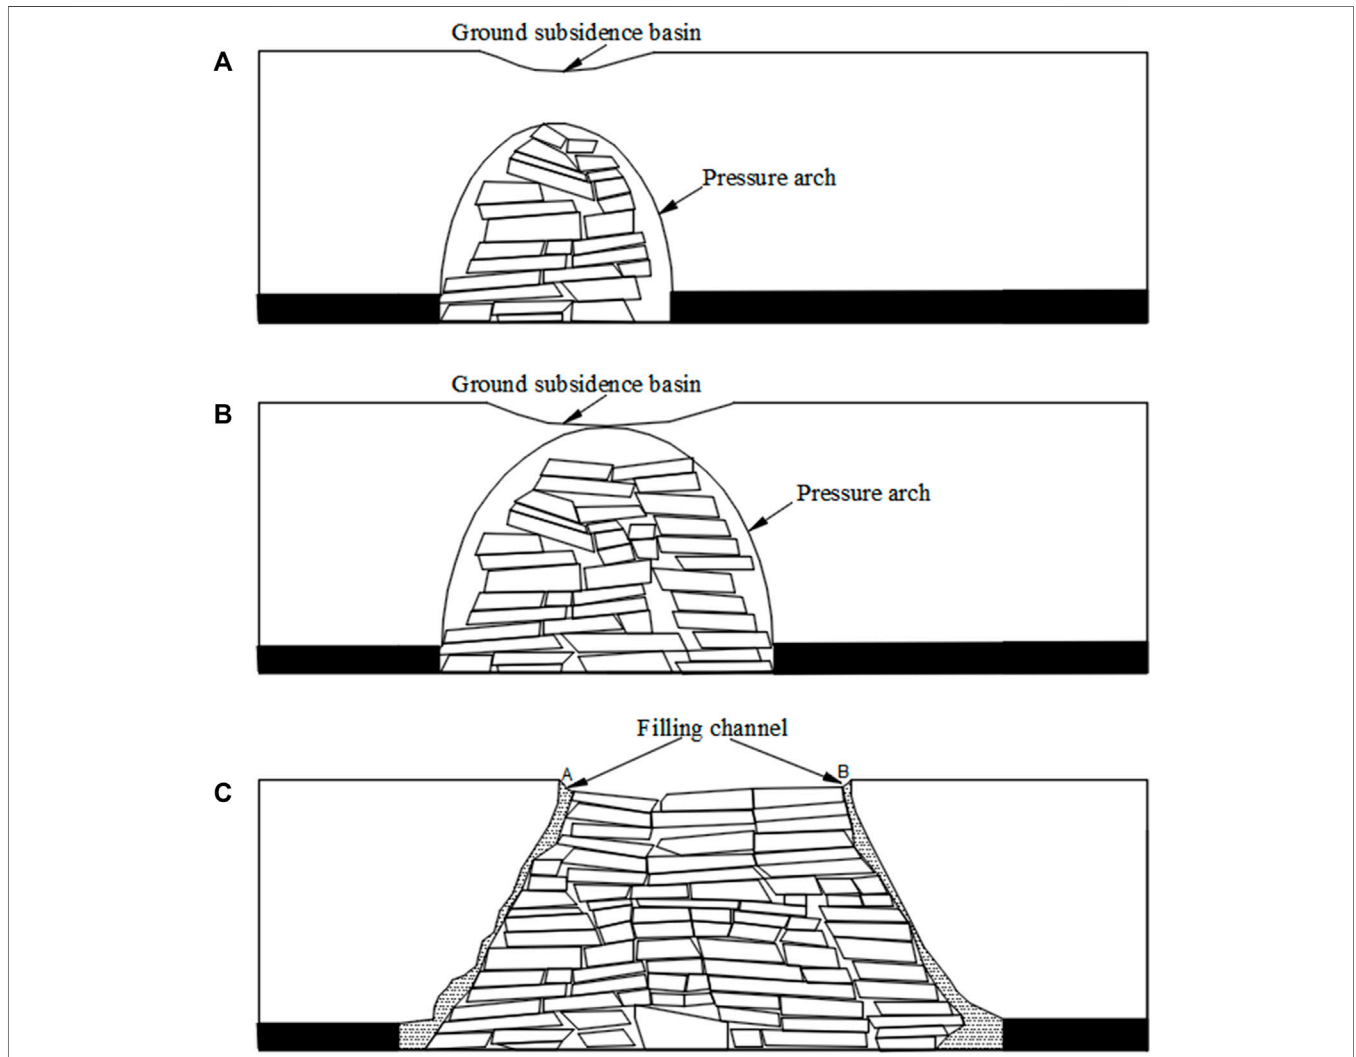 Ground subsidence basin
A
Pressure arch
Ground subsidence basin
B
Pressure arch
Filling channel
C
A
B